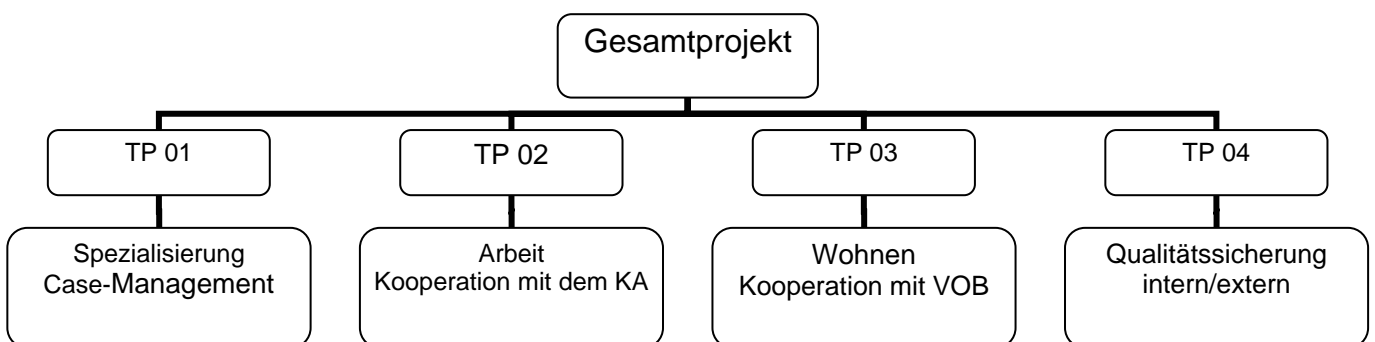 Gesamtprojekt
TP 01
TP 02
TP 03
TP 04
Spezialisierung
Case-Management
Arbeit
Kooperation mit dem KA
Wohnen
Kooperation mit VOB
Qualitätssicherung
intern/extern